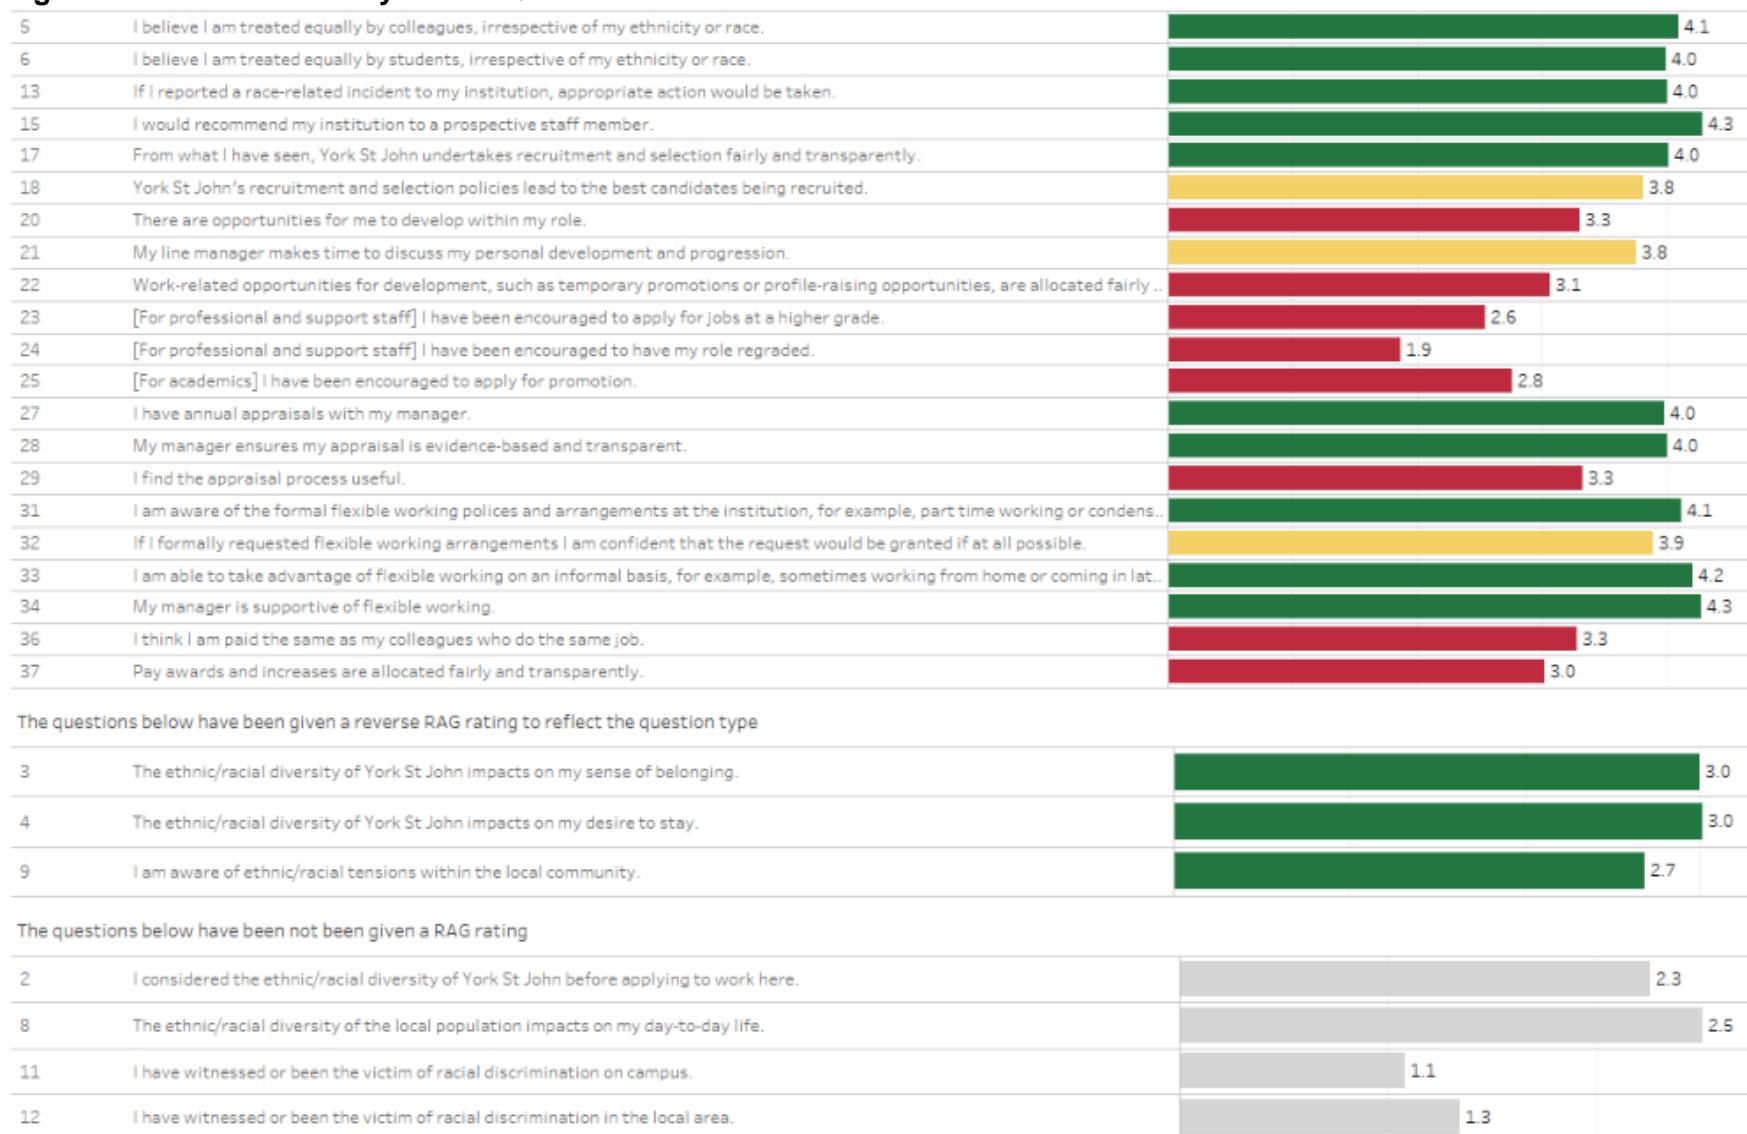 5 I believe I am treated equally by colleagues, irrespective of my ethnicity or race. 4.1
6 I believe I am treated equally by students, irrespective of my ethnicity or race. 4.0
13 If I reported a race-related incident to my institution, appropriate action would be taken. 4.0
15 I would recommend my institution to a prospective staff member. 4.3
17 From what I have seen, York St John undertakes recruitment and selection fairly and transparently. 4.0
18 York St John's recruitment and selection policies lead to the best candidates being recruited. 3.8
20 There are opportunities for me to develop within my role. 3.3
21 My line manager makes time to discuss my personal development and progression. 3.8
22 Work-related opportunities for development, such as temporary promotions or profile-raising opportunities, are allocated fairly .. 3.1
23 [For professional and support staff] I have been encouraged to apply for jobs at a higher grade. 2.6
24 [For professional and support staff] I have been encouraged to have my role regraded. 1.9
25 [For academics] I have been encouraged to apply for promotion. 2.8
27 I have annual appraisals with my manager. 4.0
28 My manager ensures my appraisal is evidence-based and transparent. 4.0
29 I find the appraisal process useful. 3.3
31 I am aware of the formal flexible working polices and arrangements at the institution, for example, part time working or condens.. 4.1
32 If I formally requested flexible working arrangements I am confident that the request would be granted if at all possible. 3.9
33 I am able to take advantage of flexible working on an informal basis, for example, sometimes working from home or coming in lat.. 4.2
34 My manager is supportive of flexible working. 4.3
36 I think I am paid the same as my colleagues who do the same job. 3.3
37 Pay awards and increases are allocated fairly and transparently. 3.0
The questions below have been given a reverse RAG rating to reflect the question type
3 The ethnic/racial diversity of York St John impacts on my sense of belonging. 3.0
4 The ethnic/racial diversity of York St John impacts on my desire to stay. 3.0
9 I am aware of ethnic/racial tensions within the local community. 2.7
The questions below have been not been given a RAG rating
2 I considered the ethnic/racial diversity of York St John before applying to work here. 2.3
8 The ethnic/racial diversity of the local population impacts on my day-to-day life. 2.5
11 I have witnessed or been the victim of racial discrimination on campus. 1.1
12 I have witnessed or been the victim of racial discrimination in the local area. 1.3